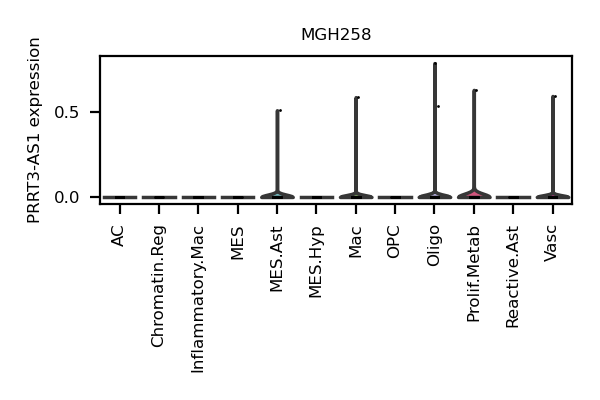 MGH258
PRRT3-AS1 expression
0.5
0.0
AC
Chromatin.Reg
Inflammatory.Mac
MES
MES.Ast
MES.Hyp
Mac
OPC
Oligo
Prolif.Metab
Reactive.Ast
Vasc